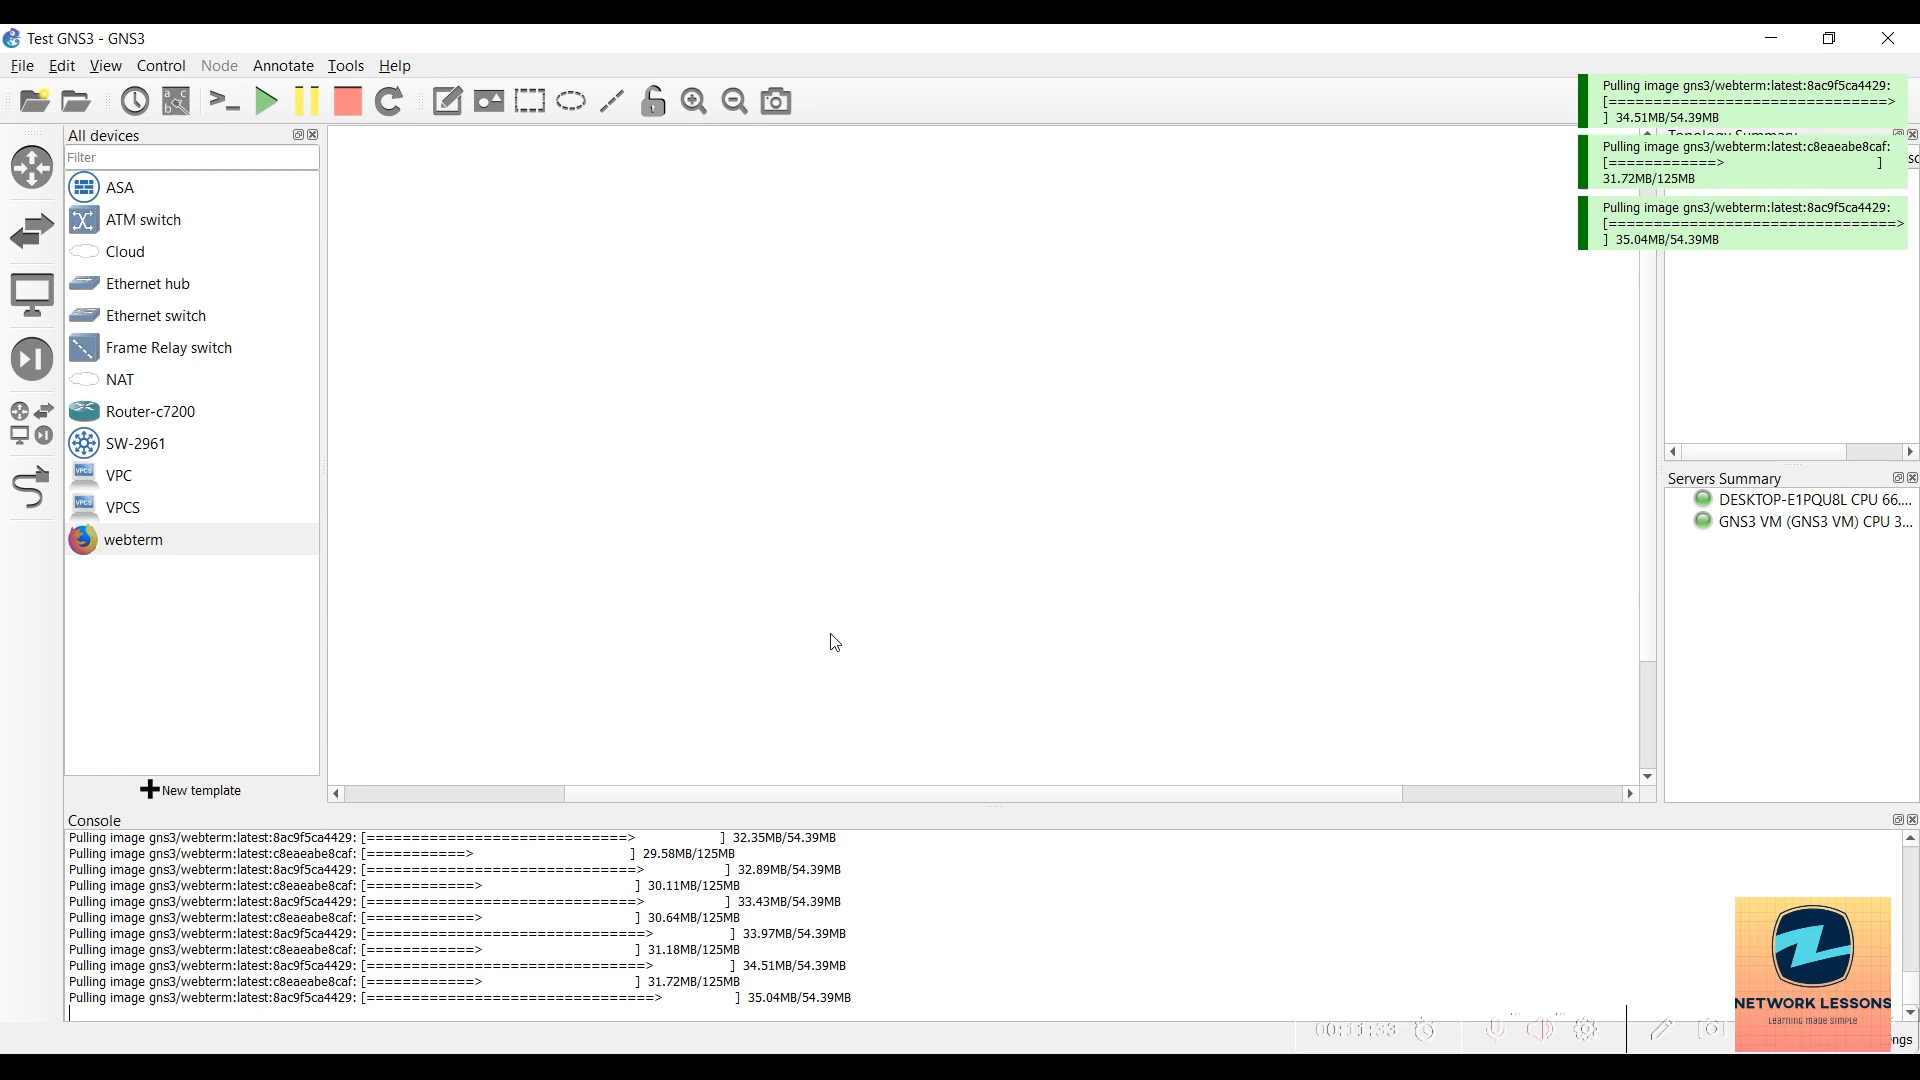 Test GNS3 - GNS3
File Edit View Control Node Annotate Tools Help
Pulling image gns3/webterm:latest:8ac9f5ca4429:
[===============================>
] 34.51MB/54.39MB
Pulling image gns3/webterm:latest:c8eaeabe8caf:
[============> ]
31.72MB/125MB
Pulling image gns3/webterm:latest:8ac9f5ca4429:
[================================>
] 35.04MB/54.39MB
All devices
Filter
ASA
ATM switch
Cloud
Ethernet hub
Ethernet switch
Frame Relay switch
NAT
Router-c7200
SW-2961
VPC
VPCS
webterm
New template
Servers Summary
DESKTOP-E1PQU8L CPU 66....
GNS3 VM (GNS3 VM) CPU 3...
Console
Pulling image gns3/webterm:latest:8ac9f5ca4429: [=============================> ] 32.35MB/54.39MB
Pulling image gns3/webterm:latest:c8eaeabe8caf: [===========> ] 29.58MB/125MB
Pulling image gns3/webterm:latest:8ac9f5ca4429: [==============================> ] 32.89MB/54.39MB
Pulling image gns3/webterm:latest:c8eaeabe8caf: [============> ] 30.11MB/125MB
Pulling image gns3/webterm:latest:8ac9f5ca4429: [==============================> ] 33.43MB/54.39MB
Pulling image gns3/webterm:latest:c8eaeabe8caf: [============> ] 30.64MB/125MB
Pulling image gns3/webterm:latest:8ac9f5ca4429: [===============================> ] 33.97MB/54.39MB
Pulling image gns3/webterm:latest:c8eaeabe8caf: [============> ] 31.18MB/125MB
Pulling image gns3/webterm:latest:8ac9f5ca4429: [===============================> ] 34.51MB/54.39MB
Pulling image gns3/webterm:latest:c8eaeabe8caf: [============> ] 31.72MB/125MB
Pulling image gns3/webterm:latest:8ac9f5ca4429: [================================> ] 35.04MB/54.39MB
00:11:33
NETWORK LESSONS
Learning made simple
ngs